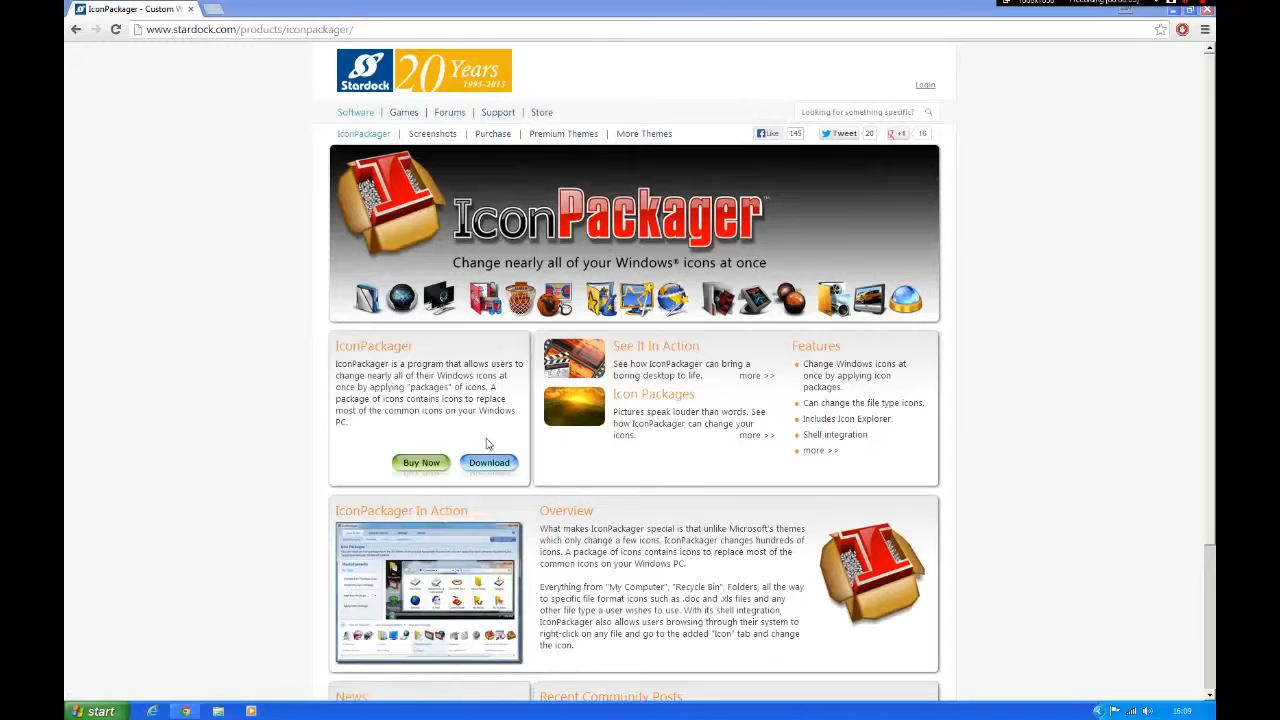 IconPackager - Custom W
www.stardock.com/products/iconpackager/
Stardock
20 Years
1993-2013
Login
Software | Games | Forums | Support | Store
Looking for something specific?
IconPackager | Screenshots | Purchase | Premium Themes | More Themes
Like 145 Tweet 20 +1 16
IconPackager™
Change nearly all of your Windows® icons at once
IconPackager
IconPackager is a program that allows users to
change nearly all of their Windows icons at
once by applying "packages" of icons. A
package of icons contains icons to replace
most of the common icons on your Windows
PC.
Buy Now
Download
See It In Action
See how IconPackager can bring a
boring desktop to life. more >>
Icon Packages
Pictures speak louder than words. See
how IconPackager can change your
icons. more >>
Features
Change Windows icons at
once by applying icon
packages.
Can change the file type icons.
Includes Icon Explorer.
Shell integration
more >>
IconPackager In Action
Overview
What makes IconPackager special is that unlike Microsoft's themes
which only change a few icons, IconPackager changes hundreds of
icons. A package of icons contains icons to replace most of the
common icons on your Windows PC.
Everything from "My Computer", "Recycle Bin", Folders, all the way
to specific file format icons such as .doc and .xls files and any
other file type a user wishes to use. With its shell integration,
IconPackager also allows users browsing through their system to
right-click on any file and go to the added "Icon" tab and change
the icon.
News
Recent Community Posts
start
16:09